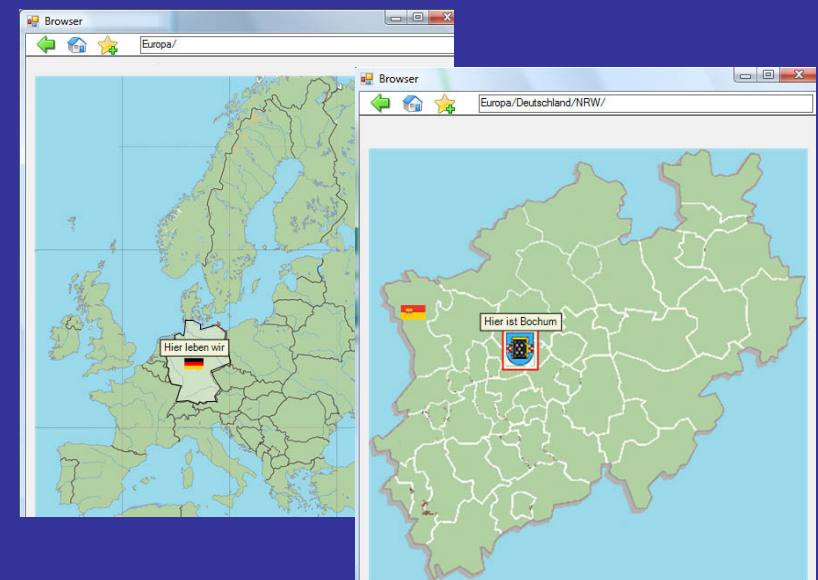 Browser
Europa/
Hier leben wir
Browser
Europa/Deutschland/NRW/
Hier ist Bochum